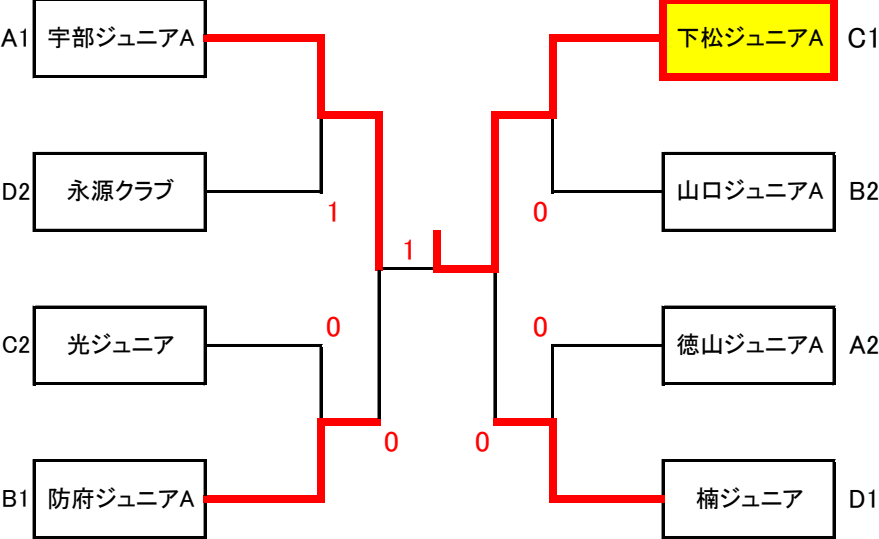 A1 宇部ジュニアA
下松ジュニアA C1
D2 永源クラブ
山口ジュニアA B2
1
0
1
0
0
C2 光ジュニア
徳山ジュニアA A2
0
0
B1 防府ジュニアA
楠ジュニア D1